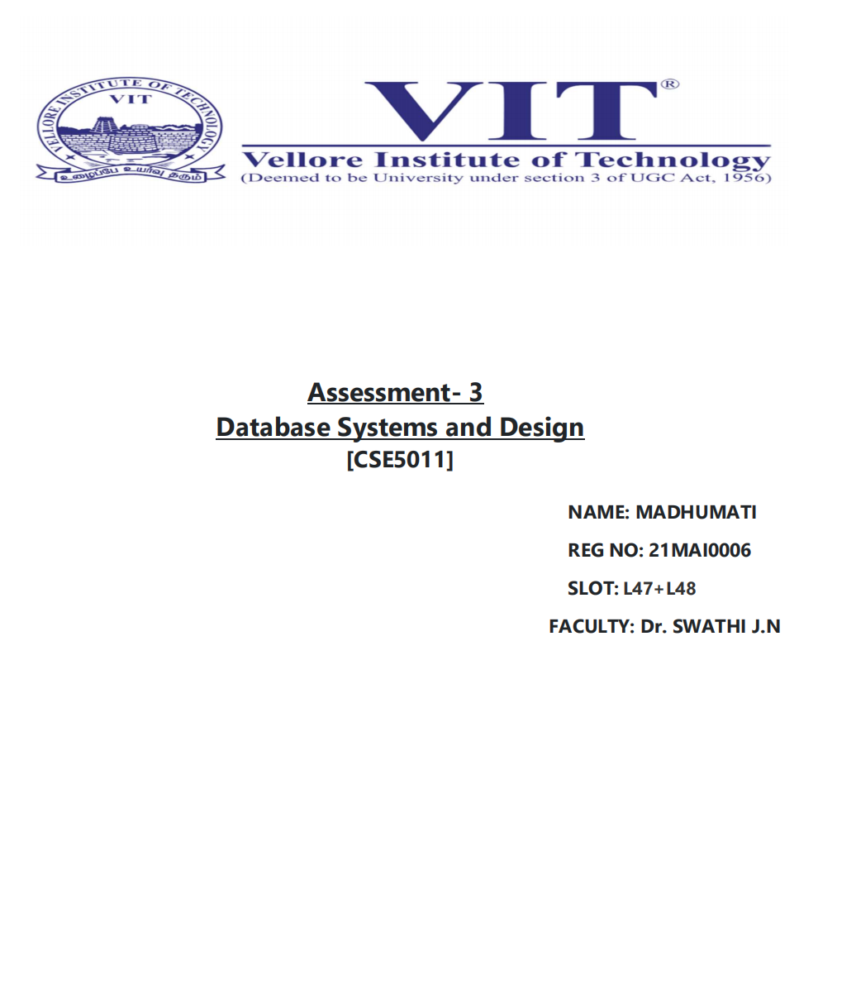 VELLORE INSTITUTE OF TECHNOLOGY
VIT
உழைப்பே உயர்வு தரும்
VIT®
Vellore Institute of Technology
(Deemed to be University under section 3 of UGC Act, 1956)
Assessment- 3
Database Systems and Design
[CSE5011]
NAME: MADHUMATI
REG NO: 21MAI0006
SLOT: L47+L48
FACULTY: Dr. SWATHI J.N